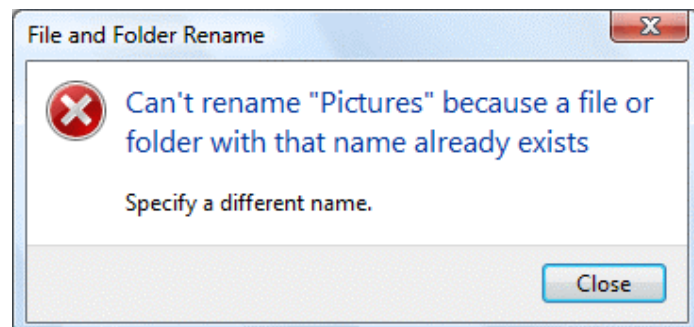 File and Folder Rename
Can't rename "Pictures" because a file or
folder with that name already exists
Specify a different name.
Close